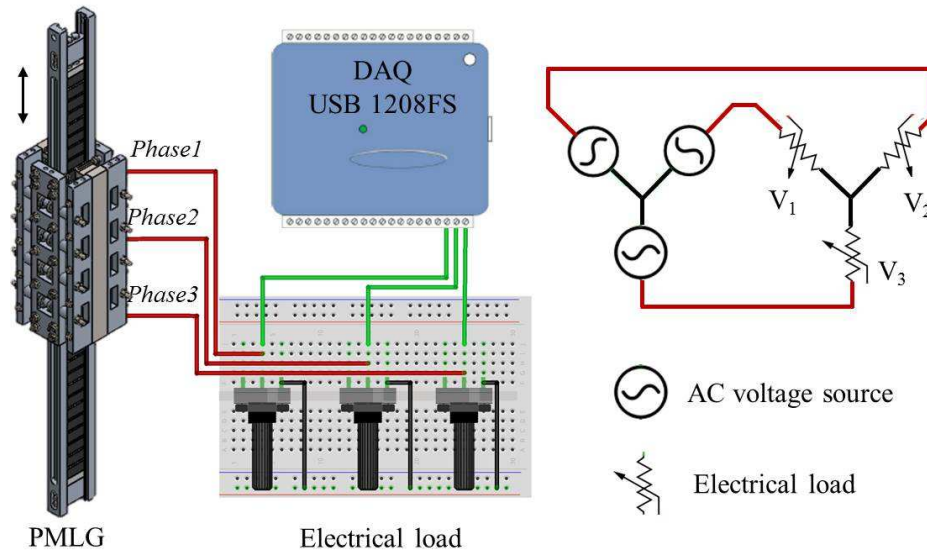 DAQ
USB 1208FS
Phase1
Phase2
Phase3
V1
V2
V3
AC voltage source
Electrical load
PMLG
Electrical load